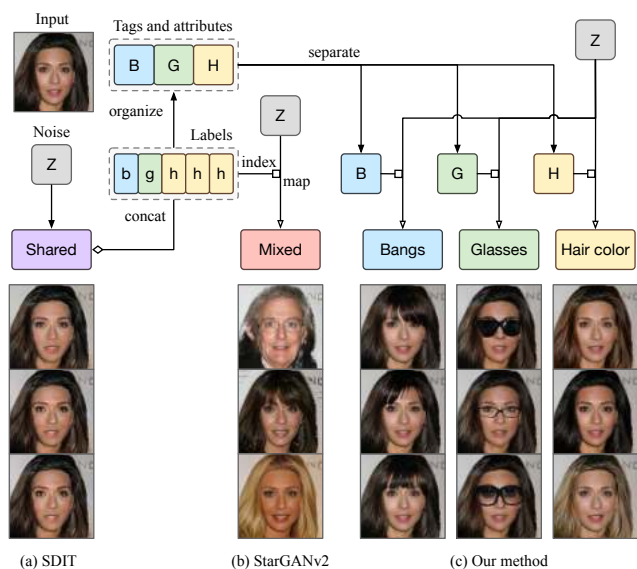 Input
Tags and attributes
B G H
separate
Z
organize
Noise
Labels
Z
Z
b g h h h
index
map
B G H
concat
Shared
Mixed
Bangs
Glasses
Hair color
(a) SDIT
(b) StarGANv2
(c) Our method